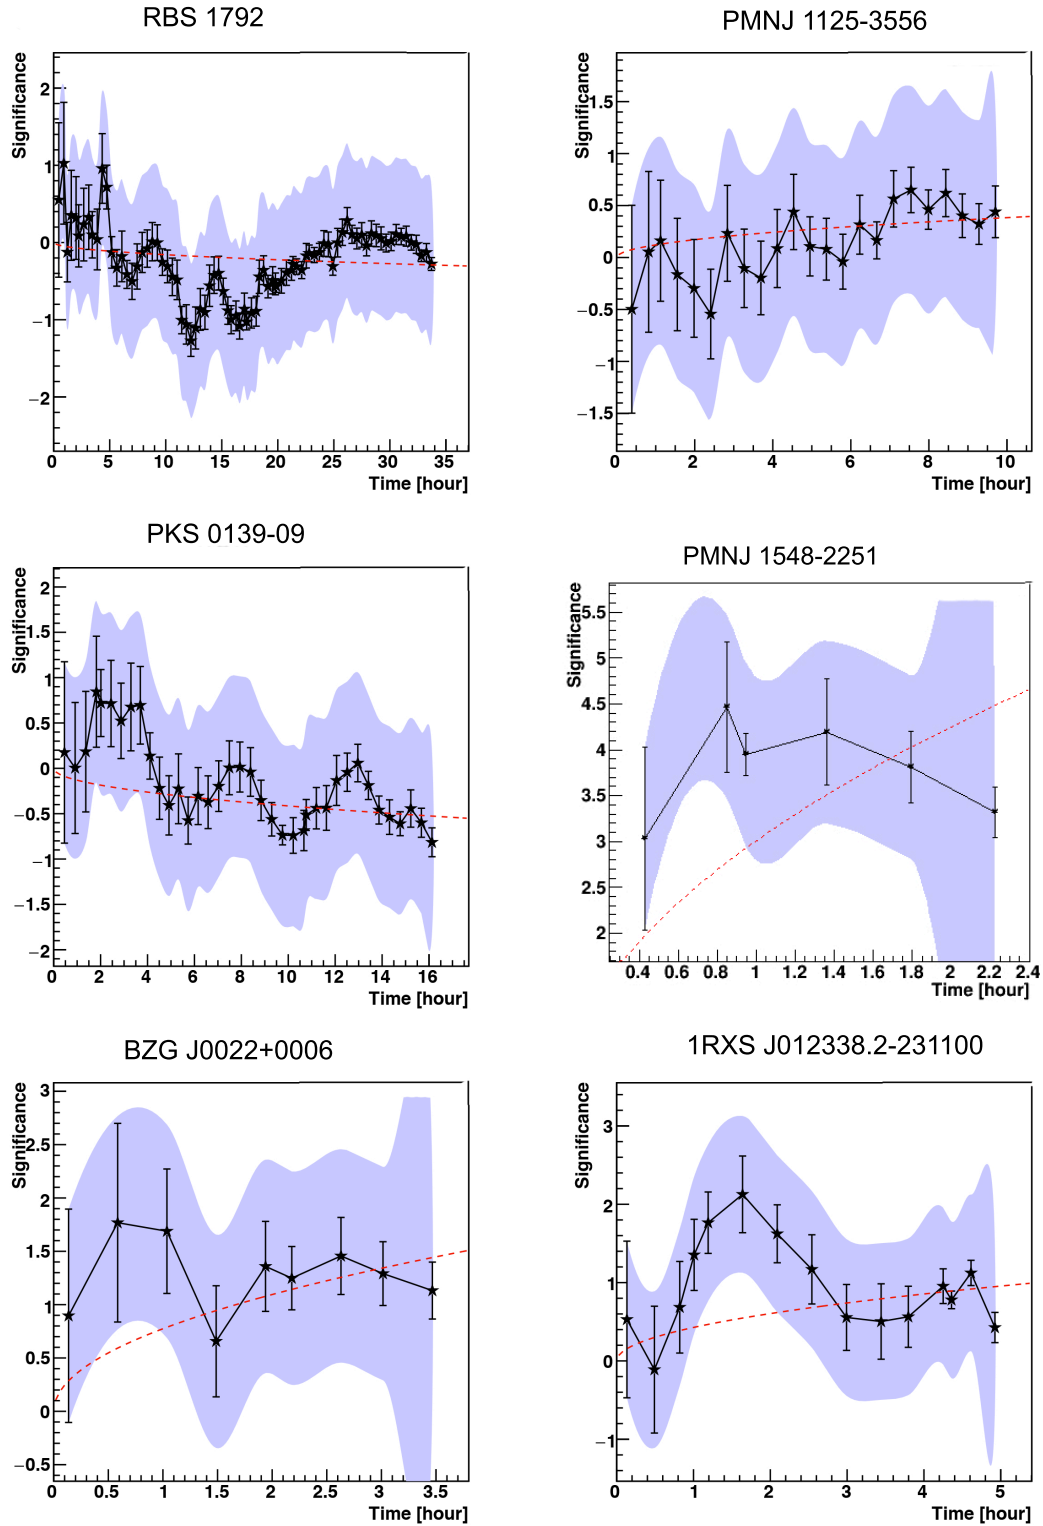 RBS 1792
PMNJ 1125-3556
Significance
2
1
0
−1
−2
0 5 10 15 20 25 30 35
Time [hour]
Significance
1.5
1
0.5
0
−0.5
−1
−1.5
0 2 4 6 8 10
Time [hour]
PKS 0139-09
PMNJ 1548-2251
Significance
2
1.5
1
0.5
0
−0.5
−1
−1.5
−2
0 2 4 6 8 10 12 14 16
Time [hour]
Significance
5.5
5
4.5
4
3.5
3
2.5
2
0.4 0.6 0.8 1 1.2 1.4 1.6 1.8 2 2.2 2.4
Time [hour]
BZG J0022+0006
1RXS J012338.2-231100
Significance
3
2.5
2
1.5
1
0.5
0
−0.5
0 0.5 1 1.5 2 2.5 3 3.5
Time [hour]
Significance
3
2
1
0
−1
0 1 2 3 4 5
Time [hour]